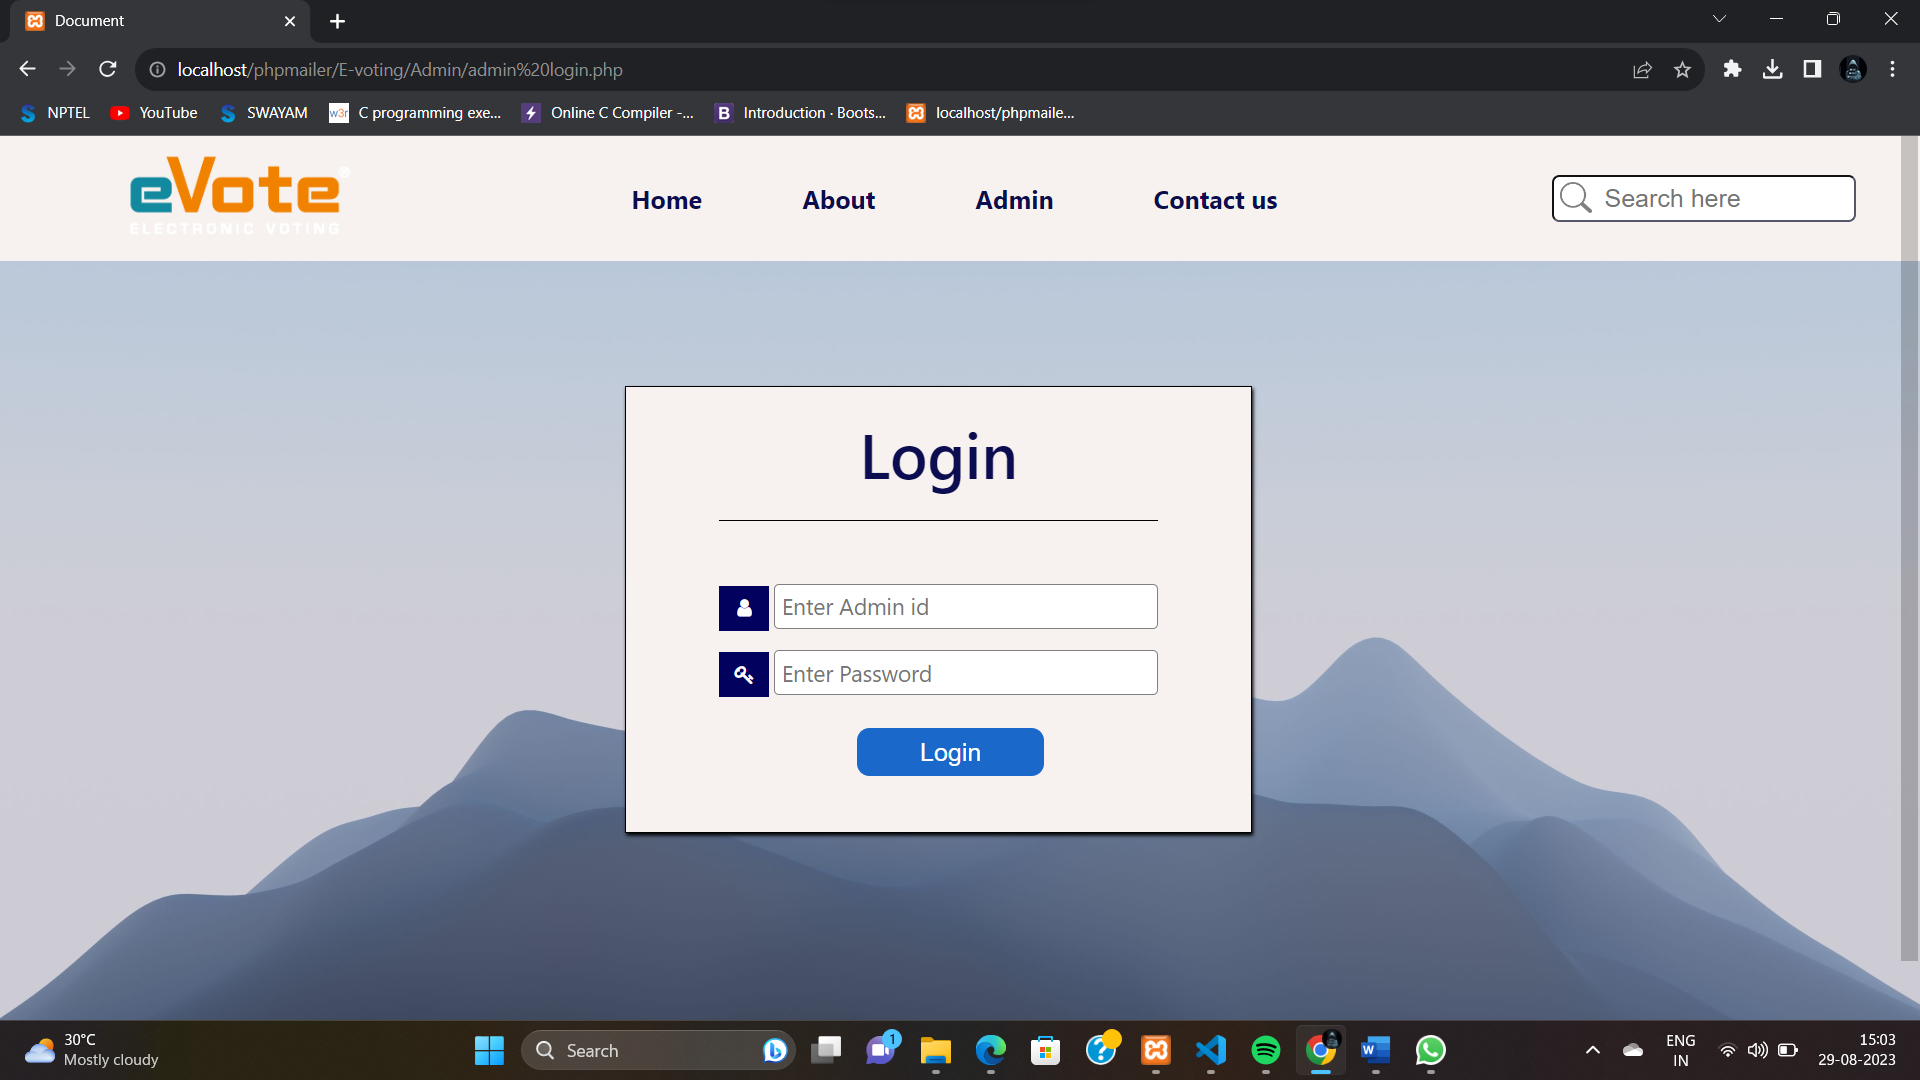 Document
localhost/phpmailer/E-voting/Admin/admin%20login.php
NPTEL
YouTube
SWAYAM
w3r
C programming exe...
Online C Compiler -...
B
Introduction · Boots...
localhost/phpmaile...
eVote®
ELECTRONIC VOTING
Home
About
Admin
Contact us
Search here
Login
Enter Admin id
Enter Password
Login
30°C
Mostly cloudy
Search
1
ENG
IN
15:03
29-08-2023